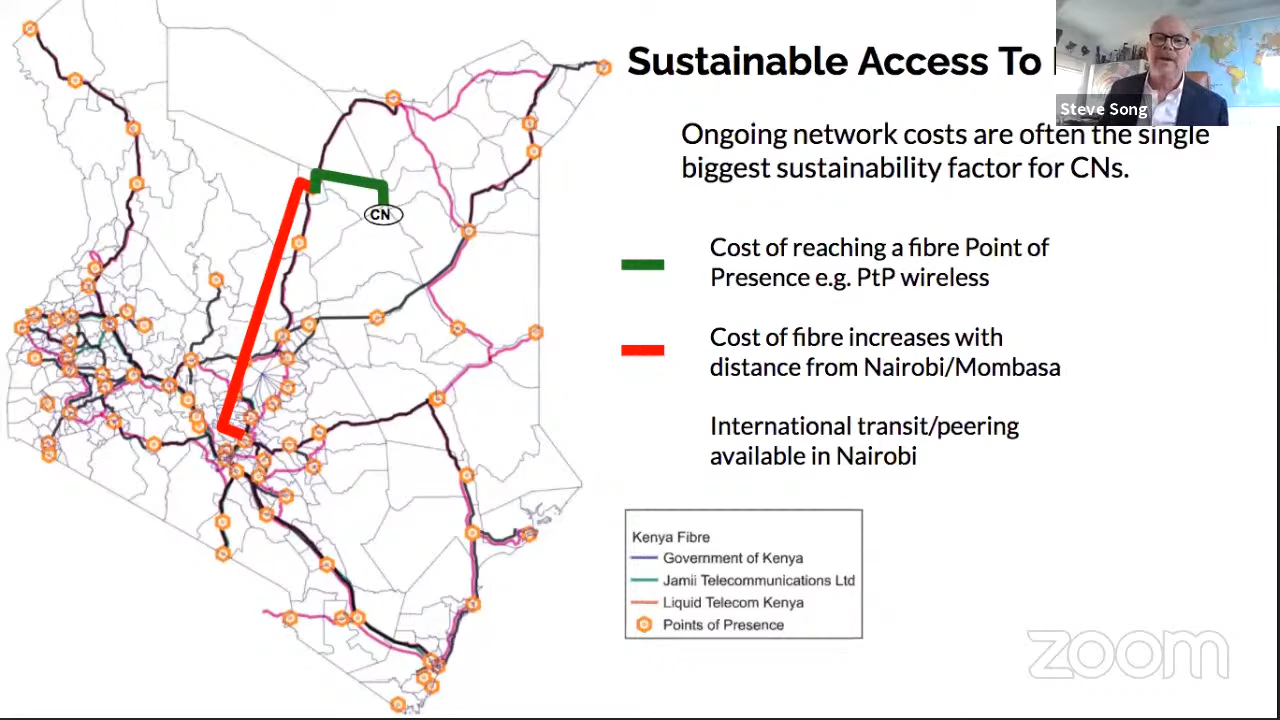 Sustainable Access To
Steve Song
Ongoing network costs are often the single
biggest sustainability factor for CNs.
CN
Cost of reaching a fibre Point of
Presence e.g. PtP wireless
Cost of fibre increases with
distance from Nairobi/Mombasa
International transit/peering
available in Nairobi
Kenya Fibre
Government of Kenya
Jamii Telecommunications Ltd
Liquid Telecom Kenya
Points of Presence
zoom